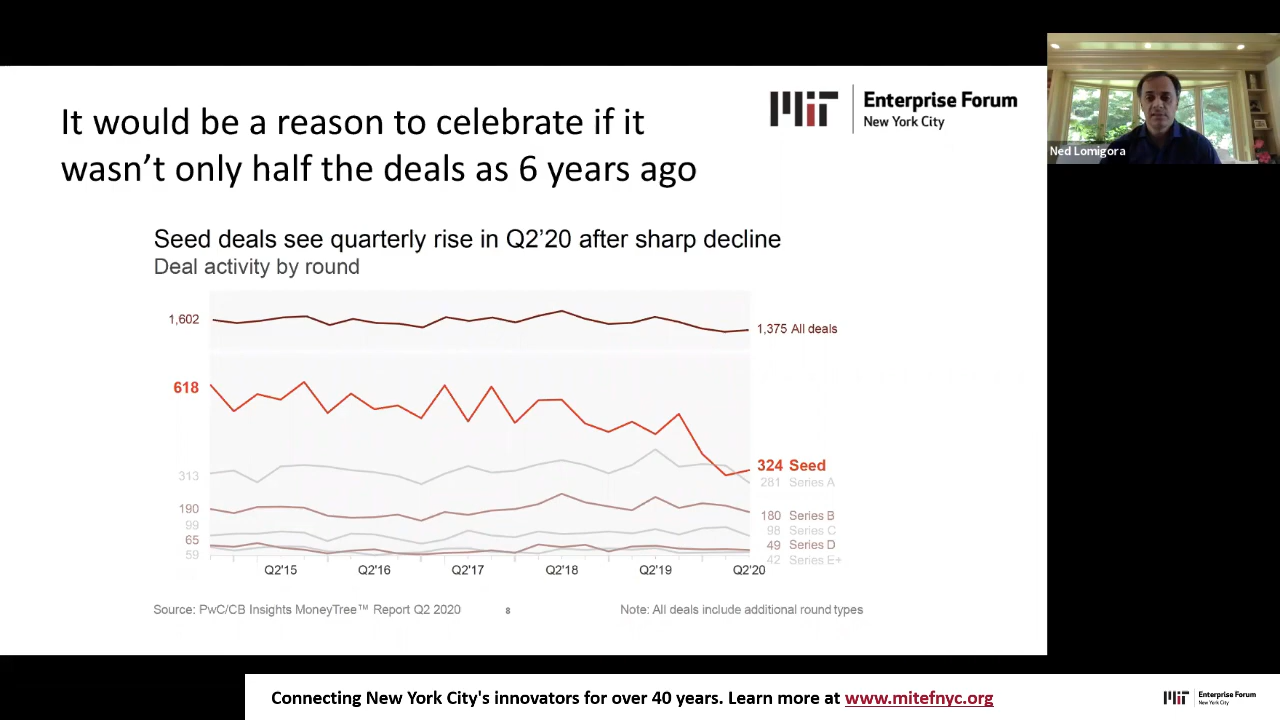 It would be a reason to celebrate if it
wasn't only half the deals as 6 years ago
MIT
Enterprise Forum
New York City
Ned Lomigora
Seed deals see quarterly rise in Q2'20 after sharp decline
Deal activity by round
1,602
1,375 All deals
618
324 Seed
313
281 Series A
190
180 Series B
99
98 Series C
65
49 Series D
59
42 Series E+
Q2'15 Q2'16 Q2'17 Q2'18 Q2'19 Q2'20
Source: PwC/CB Insights MoneyTree™ Report Q2 2020
8
Note: All deals include additional round types
Connecting New York City's innovators for over 40 years. Learn more at www.mitefnyc.org
MIT
Enterprise Forum
New York City